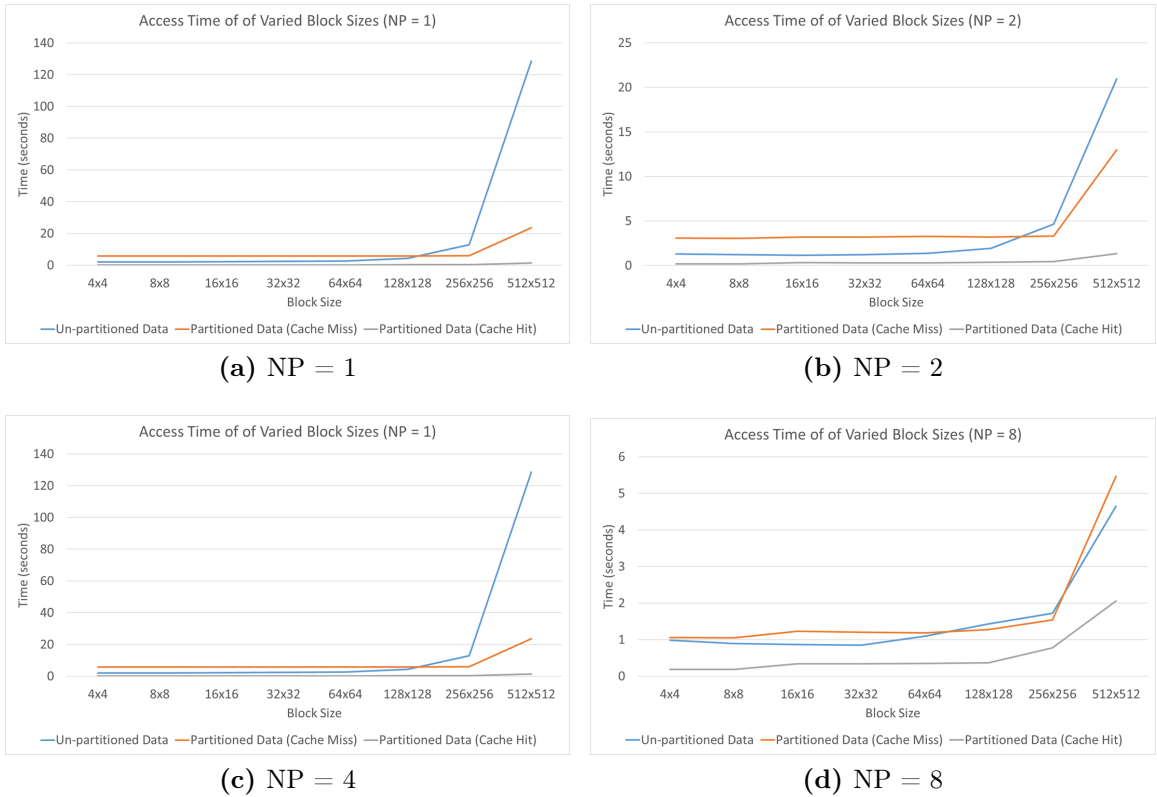 Access Time of of Varied Block Sizes (NP = 1)
140
120
100
80
60
40
20
0
Time (seconds)
4x4 8x8 16x16 32x32 64x64 128x128 256x256 512x512
Block Size
Un-partitioned Data Partitioned Data (Cache Miss) Partitioned Data (Cache Hit)
(a) NP = 1
Access Time of of Varied Block Sizes (NP = 2)
25
20
15
10
5
0
Time (seconds)
4x4 8x8 16x16 32x32 64x64 128x128 256x256 512x512
Block Size
Un-partitioned Data Partitioned Data (Cache Miss) Partitioned Data (Cache Hit)
(b) NP = 2
Access Time of of Varied Block Sizes (NP = 1)
140
120
100
80
60
40
20
0
Time (seconds)
4x4 8x8 16x16 32x32 64x64 128x128 256x256 512x512
Block Size
Un-partitioned Data Partitioned Data (Cache Miss) Partitioned Data (Cache Hit)
(c) NP = 4
Access Time of of Varied Block Sizes (NP = 8)
6
5
4
3
2
1
0
Time (seconds)
4x4 8x8 16x16 32x32 64x64 128x128 256x256 512x512
Block Size
Un-partitioned Data Partitioned Data (Cache Miss) Partitioned Data (Cache Hit)
(d) NP = 8